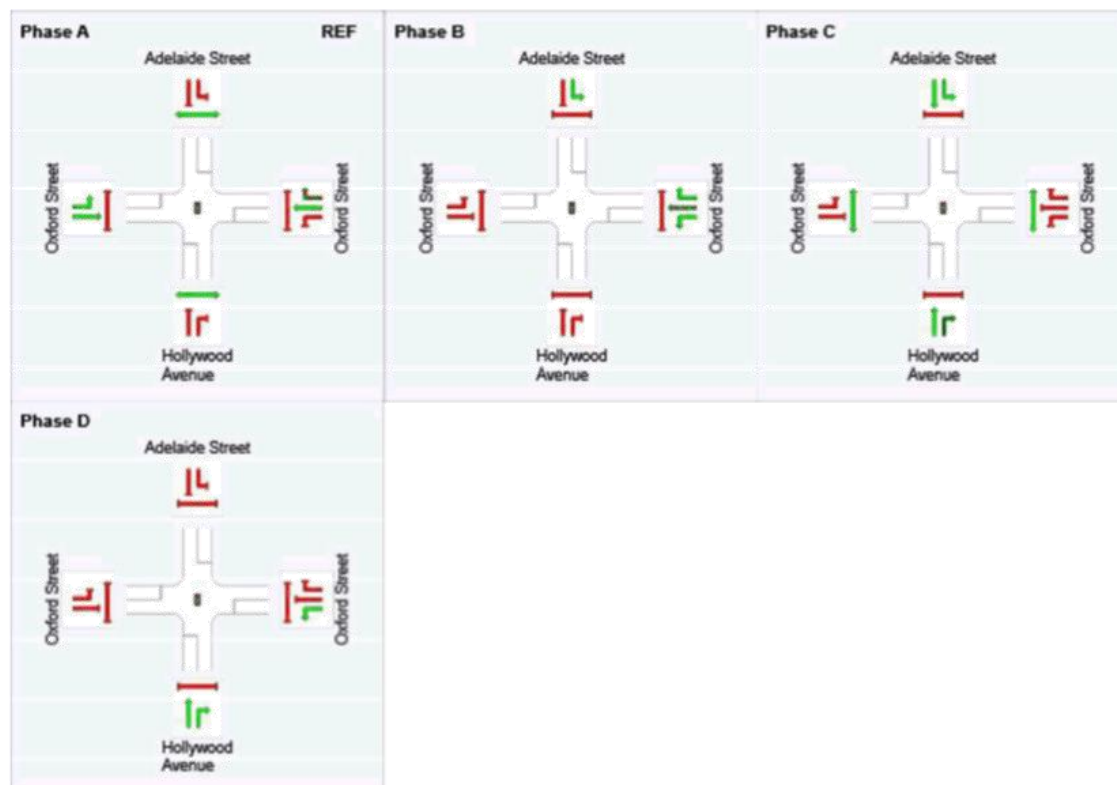 Phase A REF
Adelaide Street
Oxford Street
Oxford Street
Hollywood
Avenue
Phase B
Adelaide Street
Oxford Street
Oxford Street
Hollywood
Avenue
Phase C
Adelaide Street
Oxford Street
Oxford Street
Hollywood
Avenue
Phase D
Adelaide Street
Oxford Street
Oxford Street
Hollywood
Avenue